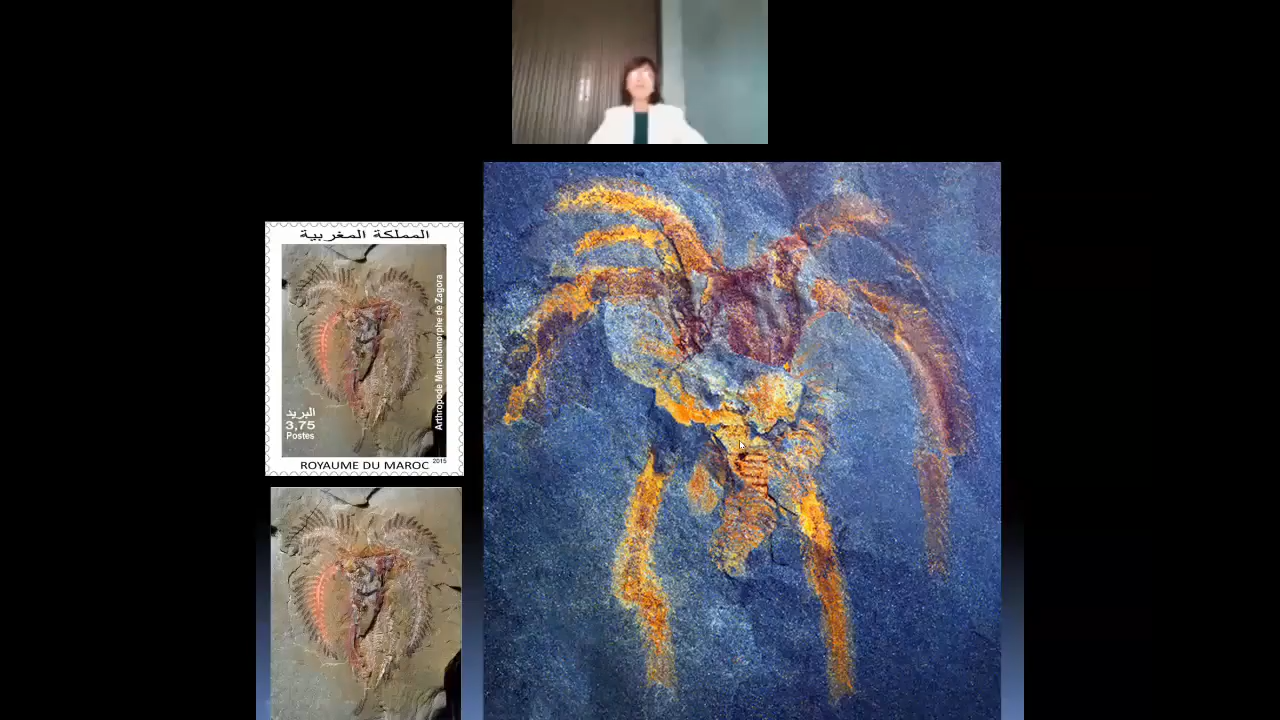 المملكة المغربية
Arthropode Marrellomorphe de Zagora
البريد
3,75
Postes
2015
ROYAUME DU MAROC